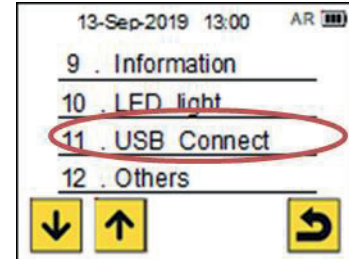 13-Sep-2019 13:00 AR
9 . Information
10 . LED light
11 . USB Connect
12 . Others